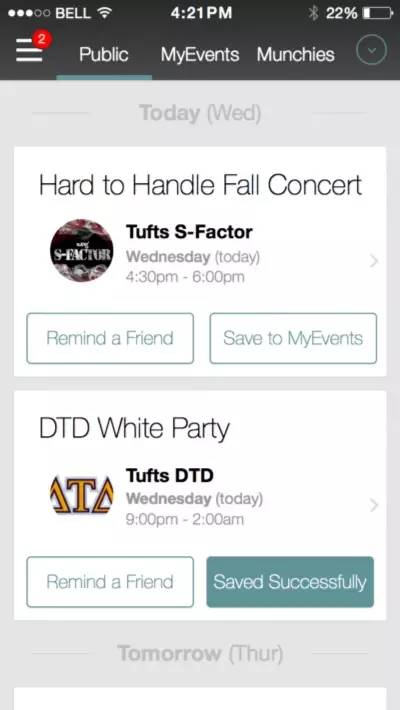 BELL 4:21PM 22%
2
Public MyEvents Munchies
Today (Wed)
Hard to Handle Fall Concert
S-FACTOR
Tufts S-Factor
Wednesday (today)
4:30pm - 6:00pm
Remind a Friend Save to MyEvents
DTD White Party
ΔΤΔ
Tufts DTD
Wednesday (today)
9:00pm - 2:00am
Remind a Friend Saved Successfully
Tomorrow (Thur)